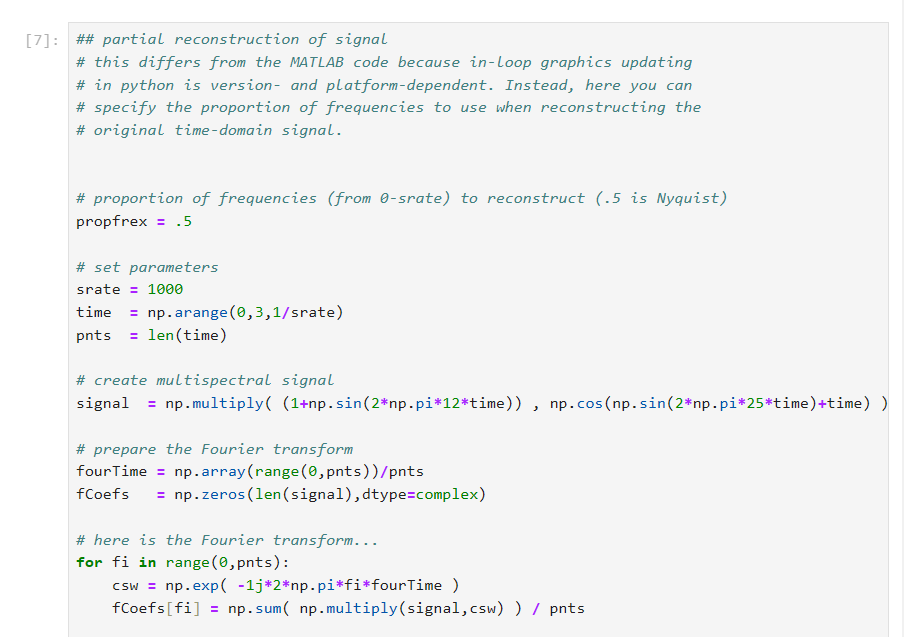 [7]: ## partial reconstruction of signal
# this differs from the MATLAB code because in-loop graphics updating
# in python is version- and platform-dependent. Instead, here you can
# specify the proportion of frequencies to use when reconstructing the
# original time-domain signal.
# proportion of frequencies (from 0-srate) to reconstruct (.5 is Nyquist)
propfrex = .5
# set parameters
srate = 1000
time  = np.arange(0,3,1/srate)
pnts  = len(time)
# create multispectral signal
signal  = np.multiply( (1+np.sin(2*np.pi*12*time)) , np.cos(np.sin(2*np.pi*25*time)+time) )
# prepare the Fourier transform
fourTime = np.array(range(0,pnts))/pnts
fCoefs   = np.zeros(len(signal),dtype=complex)
# here is the Fourier transform...
for fi in range(0,pnts):
    csw = np.exp( -1j*2*np.pi*fi*fourTime )
    fCoefs[fi] = np.sum( np.multiply(signal,csw) ) / pnts